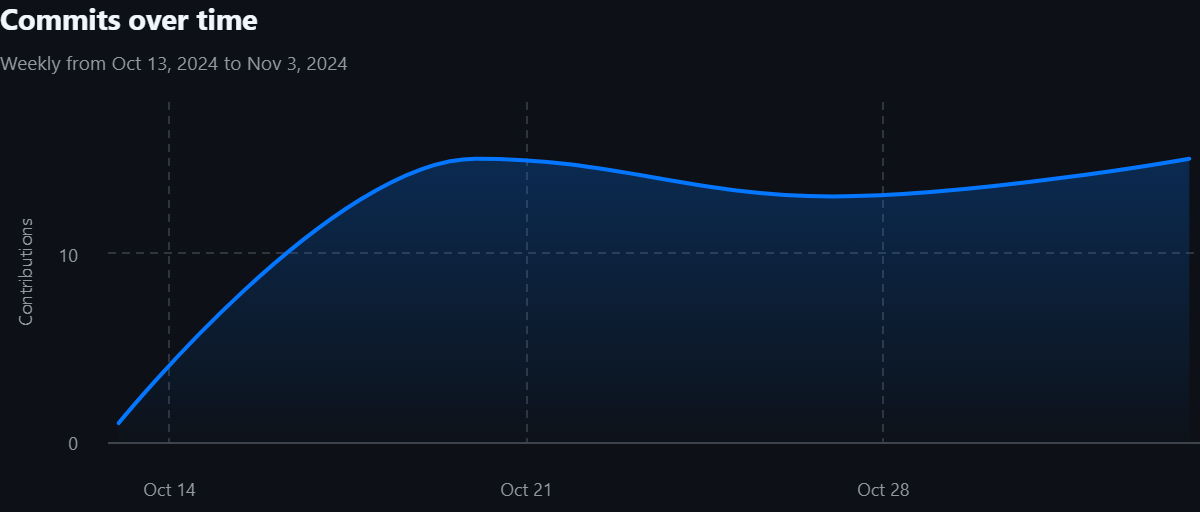 Commits over time
Weekly from Oct 13, 2024 to Nov 3, 2024
Contributions
10
0
Oct 14
Oct 21
Oct 28